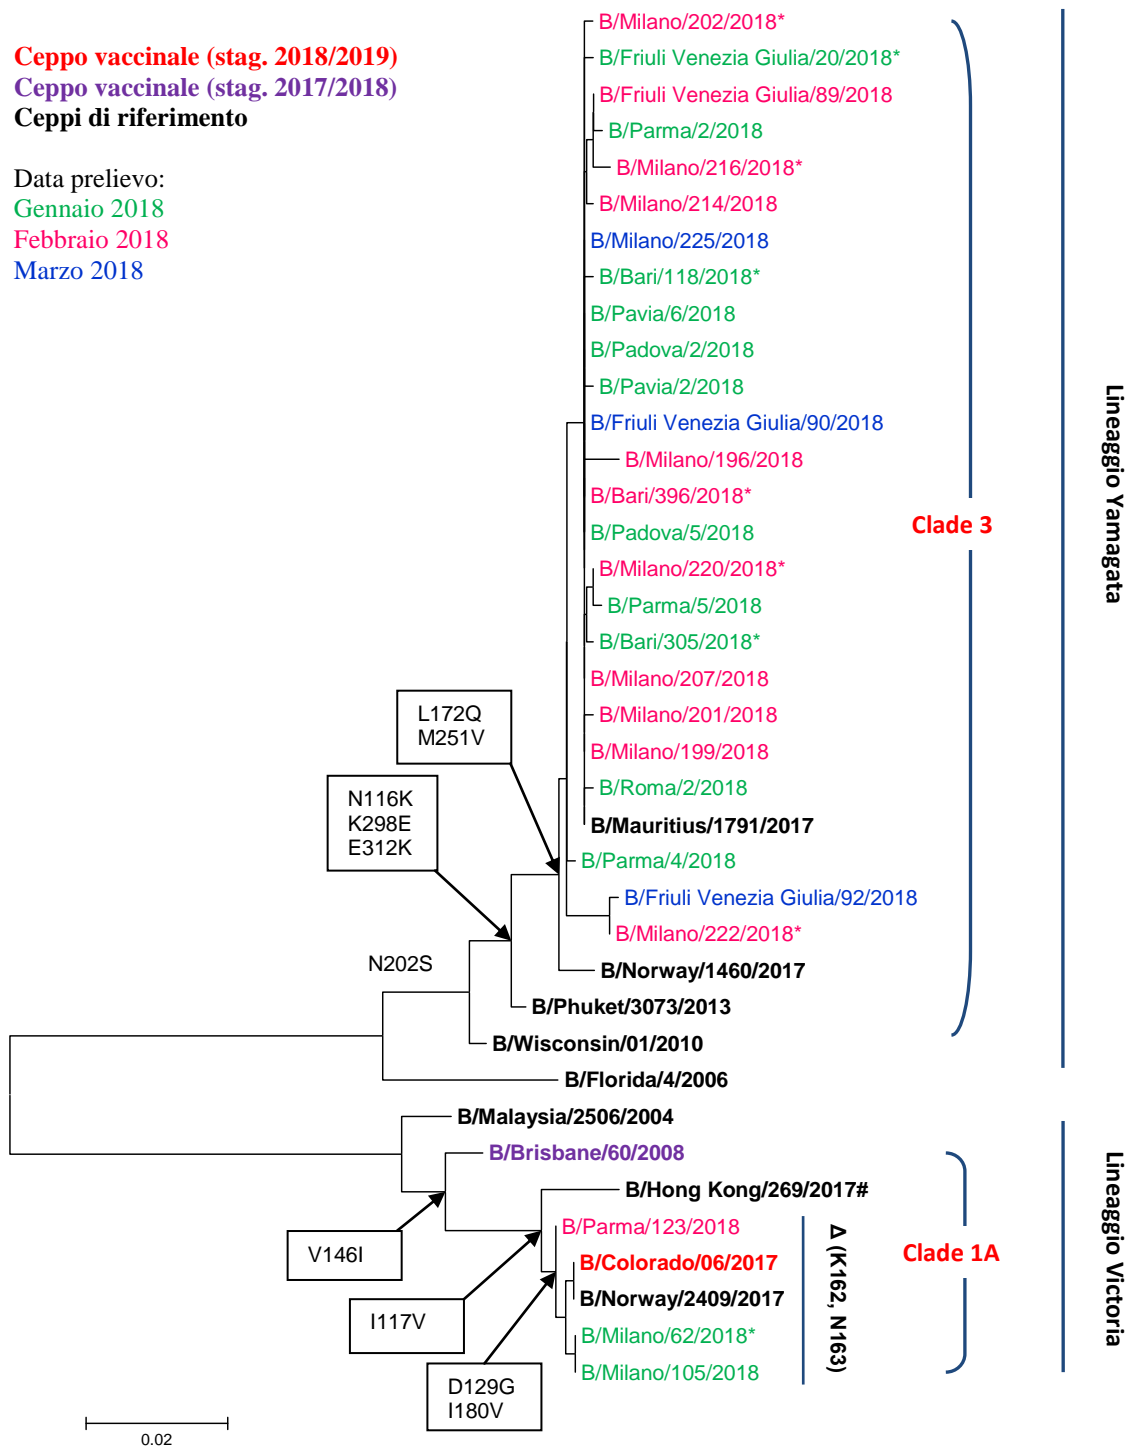 Ceppo vaccinale (stag. 2018/2019)
Ceppo vaccinale (stag. 2017/2018)
Ceppi di riferimento
Data prelievo:
Gennaio 2018
Febbraio 2018
Marzo 2018
B/Milano/202/2018*
B/Friuli Venezia Giulia/20/2018*
B/Friuli Venezia Giulia/89/2018
B/Parma/2/2018
B/Milano/216/2018*
B/Milano/214/2018
B/Milano/225/2018
B/Bari/118/2018*
B/Pavia/6/2018
B/Padova/2/2018
B/Pavia/2/2018
B/Friuli Venezia Giulia/90/2018
B/Milano/196/2018
B/Bari/396/2018*
B/Padova/5/2018
B/Milano/220/2018*
B/Parma/5/2018
B/Bari/305/2018*
B/Milano/207/2018
B/Milano/201/2018
B/Milano/199/2018
B/Roma/2/2018
B/Mauritius/1791/2017
B/Parma/4/2018
B/Friuli Venezia Giulia/92/2018
B/Milano/222/2018*
B/Norway/1460/2017
B/Phuket/3073/2013
B/Wisconsin/01/2010
B/Florida/4/2006
B/Malaysia/2506/2004
B/Brisbane/60/2008
B/Hong Kong/269/2017#
B/Parma/123/2018
B/Colorado/06/2017
B/Norway/2409/2017
B/Milano/62/2018*
B/Milano/105/2018
L172Q
M251V
N116K
K298E
E312K
N202S
V146I
I117V
D129G
I180V
Δ (K162, N163)
Clade 3
Clade 1A
Lineaggio Yamagata
Lineaggio Victoria
0.02